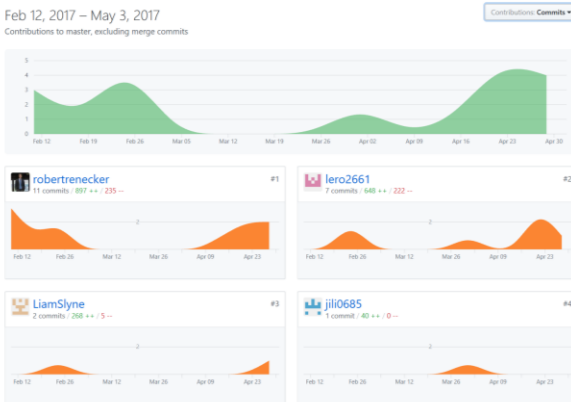 Feb 12, 2017 – May 3, 2017
Contributions: Commits
Contributions to master, excluding merge commits
5
4
3
2
1
0
Feb 12 Feb 19 Feb 26 Mar 05 Mar 12 Mar 19 Mar 26 Apr 02 Apr 09 Apr 16 Apr 23 Apr 30
robertrenecker #1
11 commits / 897 ++ / 235 --
2
Feb 12 Feb 26 Mar 12 Mar 26 Apr 09 Apr 23
lero2661 #2
7 commits / 648 ++ / 222 --
2
Feb 12 Feb 26 Mar 12 Mar 26 Apr 09 Apr 23
LiamSlyne #3
2 commits / 268 ++ / 5 --
2
Feb 12 Feb 26 Mar 12 Mar 26 Apr 09 Apr 23
jili0685 #4
1 commit / 40 ++ / 0 --
2
Feb 12 Feb 26 Mar 12 Mar 26 Apr 09 Apr 23